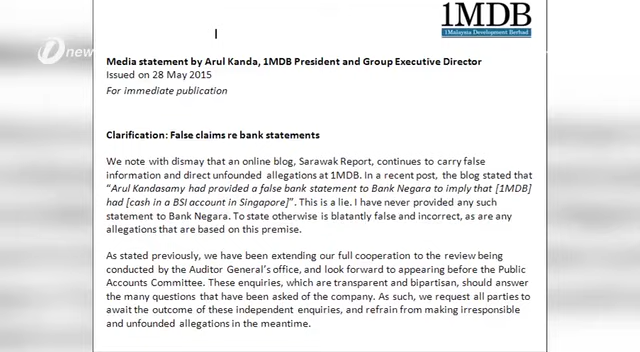 1MDB
1Malaysia Development Berhad
new
Media statement by Arul Kanda, 1MDB President and Group Executive Director
Issued on 28 May 2015
For immediate publication
Clarification: False claims re bank statements
We note with dismay that an online blog, Sarawak Report, continues to carry false
information and direct unfounded allegations at 1MDB. In a recent post, the blog stated that
“Arul Kandasamy had provided a false bank statement to Bank Negara to imply that [1MDB]
had [cash in a BSI account in Singapore]”. This is a lie. I have never provided any such
statement to Bank Negara. To state otherwise is blatantly false and incorrect, as are any
allegations that are based on this premise.
As stated previously, we have been extending our full cooperation to the review being
conducted by the Auditor General’s office, and look forward to appearing before the Public
Accounts Committee. These enquiries, which are transparent and bipartisan, should answer
the many questions that have been asked of the company. As such, we request all parties to
await the outcome of these independent enquiries, and refrain from making irresponsible
and unfounded allegations in the meantime.